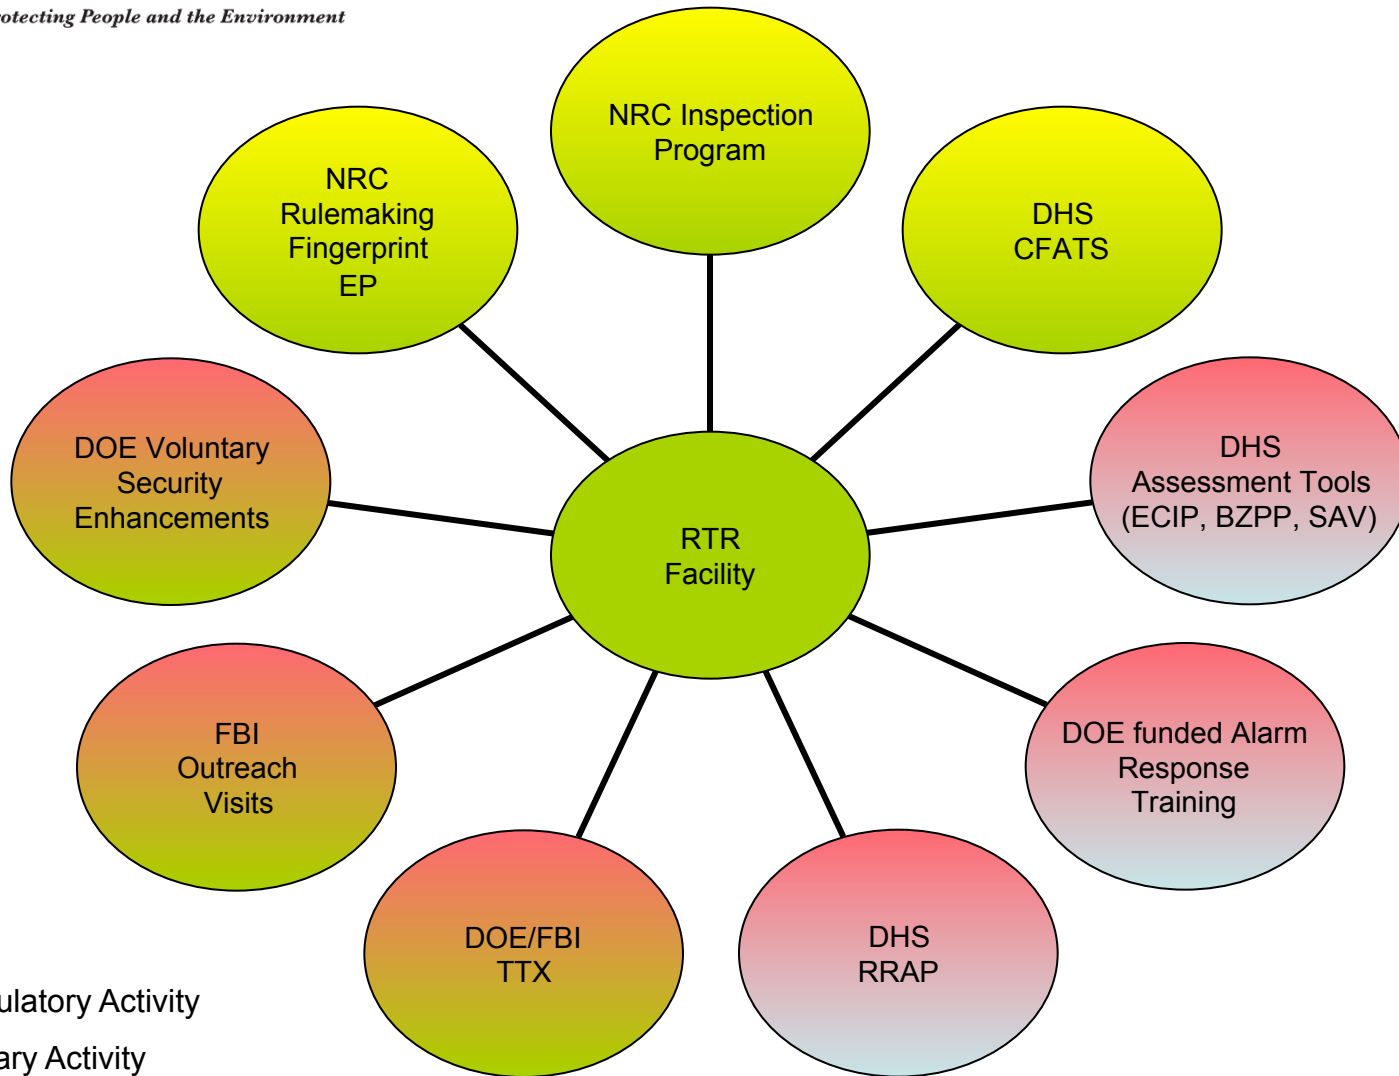 rotecting People and the Environment
NRC Inspection
Program
NRC
Rulemaking
Fingerprint
EP
DHS
CFATS
DOE Voluntary
Security
Enhancements
DHS
Assessment Tools
(ECIP, BZPP, SAV)
RTR
Facility
FBI
Outreach
Visits
DOE funded Alarm
Response
Training
DOE/FBI
TTX
DHS
RRAP
ulatory Activity
ary Activity